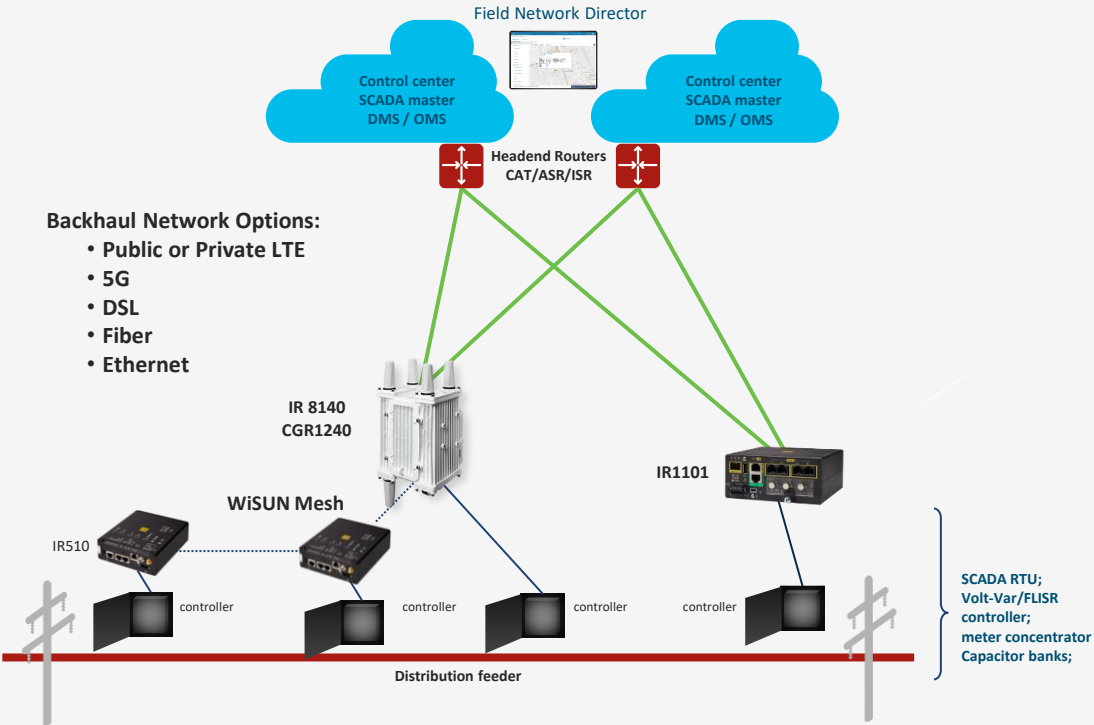 Field Network Director
Control center
SCADA master
DMS / OMS
Control center
SCADA master
DMS / OMS
Headend Routers
CAT/ASR/ISR
Backhaul Network Options:
• Public or Private LTE
• 5G
• DSL
• Fiber
• Ethernet
IR 8140
CGR1240
IR1101
WiSUN Mesh
IR510
controller
controller
controller
controller
SCADA RTU;
Volt-Var/FLISR
controller;
meter concentrator
Capacitor banks;
Distribution feeder